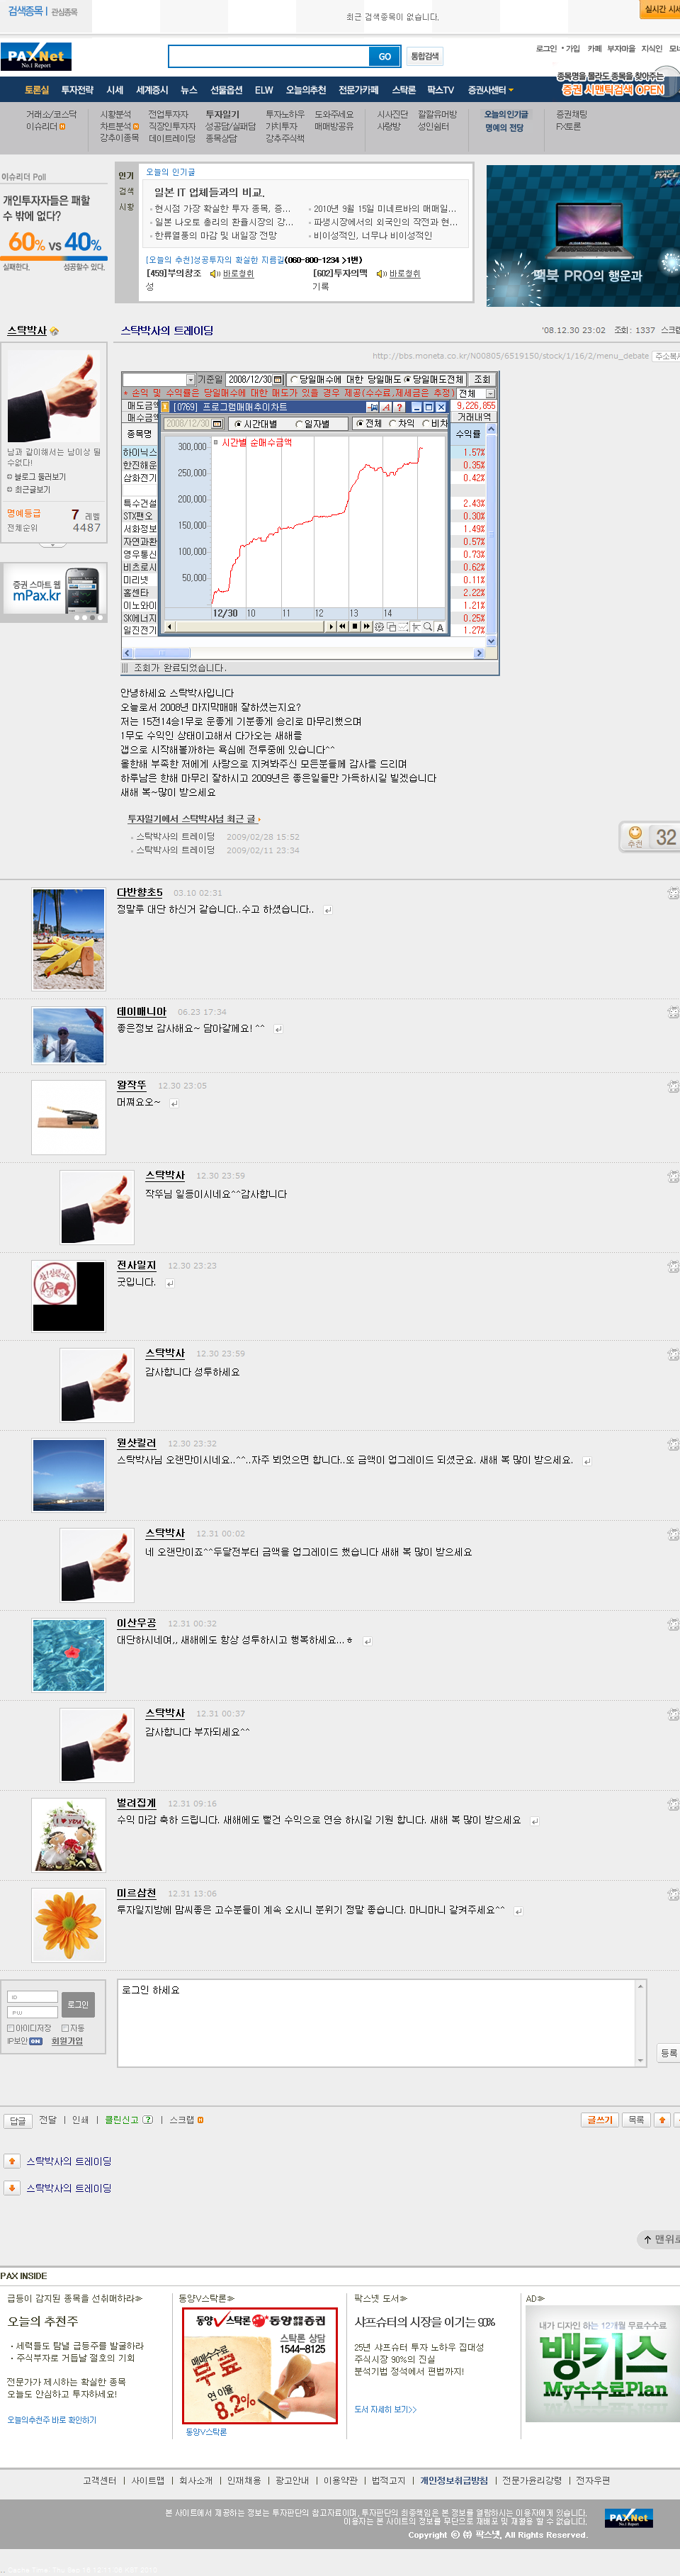 검색종목 | 관심종목
최근 검색종목이 없습니다.
실시간 시세
PAXNet
No.1 Report
GO 통합검색
로그인 • 가입 카페 부자마을 지식인 모네
토론실 투자전략 시세 세계증시 뉴스 선물옵션 ELW 오늘의추천 전문가카페 스탁론 팍스TV 증권사센터
종목명을 몰라도 종목을 찾아주는
증권 시맨틱검색 OPEN
거래소/코스닥 시황분석 전업투자자 투자일기 투자노하우 도와주세요 시사진단 깔깔유머방 오늘의 인기글 증권채팅
이슈리더 차트분석 직장인투자자 성공담/실패담 가치투자 매매방공유 사랑방 성인쉼터 명예의 전당 FX토론
강추이종목 데이트레이딩 종목상담 강추주식책
이슈리더 Poll
개인투자자들은 패할
수 밖에 없다?
60% vs 40%
실패한다. 성공할수 있다.
인기
검색
시황
오늘의 인기글
일본 IT 업체들과의 비교.
현시점 가장 확실한 투자 종목, 증...
2010년 9월 15일 미네르바의 매매일...
일본 나오토 총리의 환율시장의 강...
파생시장에서의 외국인의 작전과 현...
한류열풍의 마감 및 내일장 전망
비이성적인, 너무나 비이성적인
[오늘의 추천]성공투자의 확실한 지름길(060-800-1234 >1번)
[459]부의창조 바로청취 [602]투자의맥 바로청취
성 기록
맥북 PRO의 행운과
스탁박사
스탁박사의 트레이딩
'08.12.30 23:02 조회 : 1337 스크랩
http://bbs.moneta.co.kr/N00805/6519150/stock/1/16/2/menu_debate 주소복사
남과 같이해서는 남이상 될
수없다!
블로그 둘러보기
최근글보기
명예등급 7 레벨
전체순위 4487
증권 스마트 웹
mPax.kr
기준일 2008/12/30 당일매수에 대한 당일매도 당일매도전체 조회
* 손익 및 수익률은 당일매수에 대한 매도가 있을 경우 제공(수수료,세금등은 추정) 전체
매도금액
매수금액
[0769] 프로그램매매추이차트
9,226,855
거래내역
2008/12/30 시간대별 일자별 전체 차익 비차
종목명
수익률
시간별 순매수금액
300,000
250,000
200,000
150,000
100,000
50,000
12/30 10 11 12 13 14
하이닉스 1.57%
한진해운 0.35%
삼화전기 0.42%
특수건설 2.43%
STX팬오 0.30%
서화정보 1.49%
자연과환 0.57%
영우통신 0.73%
비츠로시 0.62%
미리넷 0.11%
홈센타 2.22%
이노와이 1.21%
SK에너지 0.25%
일진전기 1.27%
조회가 완료되었습니다.
안녕하세요 스탁박사입니다
오늘로서 2008년 마지막매매 잘하셨는지요?
저는 15전14승1무로 운좋게 기분좋게 승리로 마무리했으며
1무도 수익인 상태이고해서 다가오는 새해를
갭으로 시작해볼까하는 욕심에 전투중에 있습니다^^
올한해 부족한 저에게 사랑으로 지켜봐주신 모든분들께 감사를 드리며
하루남은 한해 마무리 잘하시고 2009년은 좋은일들만 가득하시길 빌겠습니다
새해 복~많이 받으세요
투자일기에서 스탁박사님 최근 글
스탁박사의 트레이딩 2009/02/28 15:52
스탁박사의 트레이딩 2009/02/11 23:34
추천 32
다반향초5 03.10 02:31
정말루 대단 하신거 같습니다..수고 하셨습니다..
데이매니아 06.23 17:34
좋은정보 감사해요~ 담아갈께요! ^^
왕작뚜 12.30 23:05
머쪄요오~
스탁박사 12.30 23:59
작뚜님 일등이시네요^^감사합니다
전사일지 12.30 23:23
굿입니다.
스탁박사 12.30 23:59
감사합니다 성투하세요
원샷킬러 12.30 23:32
스탁박사님 오랜만이시네요..^^..자주 뵈었으면 합니다..또 금액이 업그레이드 되셨군요. 새해 복 많이 받으세요.
스탁박사 12.31 00:02
네 오랜만이죠^^두달전부터 금액을 업그레이드 했습니다 새해 복 많이 받으세요
이산무공 12.31 00:32
대단하시네여,, 새해에도 항상 성투하시고 행복하세요...ㅎ
스탁박사 12.31 00:37
감사합니다 부자되세요^^
벌려집게 12.31 09:16
수익 마감 축하 드립니다. 새해에도 빨건 수익으로 연승 하시길 기원 합니다. 새해 복 많이 받으세요
미르삼천 12.31 13:06
투자일지방에 맘씨좋은 고수분들이 계속 오시니 분위기 정말 좋습니다. 마니마니 갈켜주세요^^
ID
PW
로그인
아이디저장 자동
IP보안 ON 회원가입
로그인 하세요
등록
답글 전달 | 인쇄 | 클린신고 | 스크랩
글쓰기 목록
스탁박사의 트레이딩
스탁박사의 트레이딩
맨위로
PAX INSIDE
급등이 감지된 종목을 선취매하라
오늘의 추천주
• 세력들도 탐낼 급등주를 발굴하라
• 주식부자로 거듭날 절호의 기회
전문가가 제시하는 확실한 종목
오늘도 안심하고 투자하세요!
오늘의추천주 바로 확인하기
동양V스탁론
동양V스탁론 동양종합금융증권
스탁론 상담
1544-8125
매매수수료
무료
연 이율
8.2%
동양V스탁론
팍스넷 도서
샤프슈터의 시장을 이기는 90%
25년 샤프슈터 투자 노하우 집대성
주식시장 90%의 진실
분석기법 정석에서 편법까지!
도서 자세히 보기>>
AD
내가 디자인 하는 12개월 무료수수료
뱅키스
My수수료Plan
고객센터 | 사이트맵 | 회사소개 | 인재채용 | 광고안내 | 이용약관 | 법적고지 | 개인정보취급방침 | 전문가윤리강령 | 전자우편
본 사이트에서 제공하는 정보는 투자판단의 참고자료이며, 투자판단의 최종책임은 본 정보를 열람하시는 이용자에게 있습니다.
이용자는 본 사이트의 정보를 무단으로 재배포 및 재활용 할 수 없습니다.
Copyright ⓒ ㈜ 팍스넷, All Rights Reserved.
PAXNet
No.1 Report